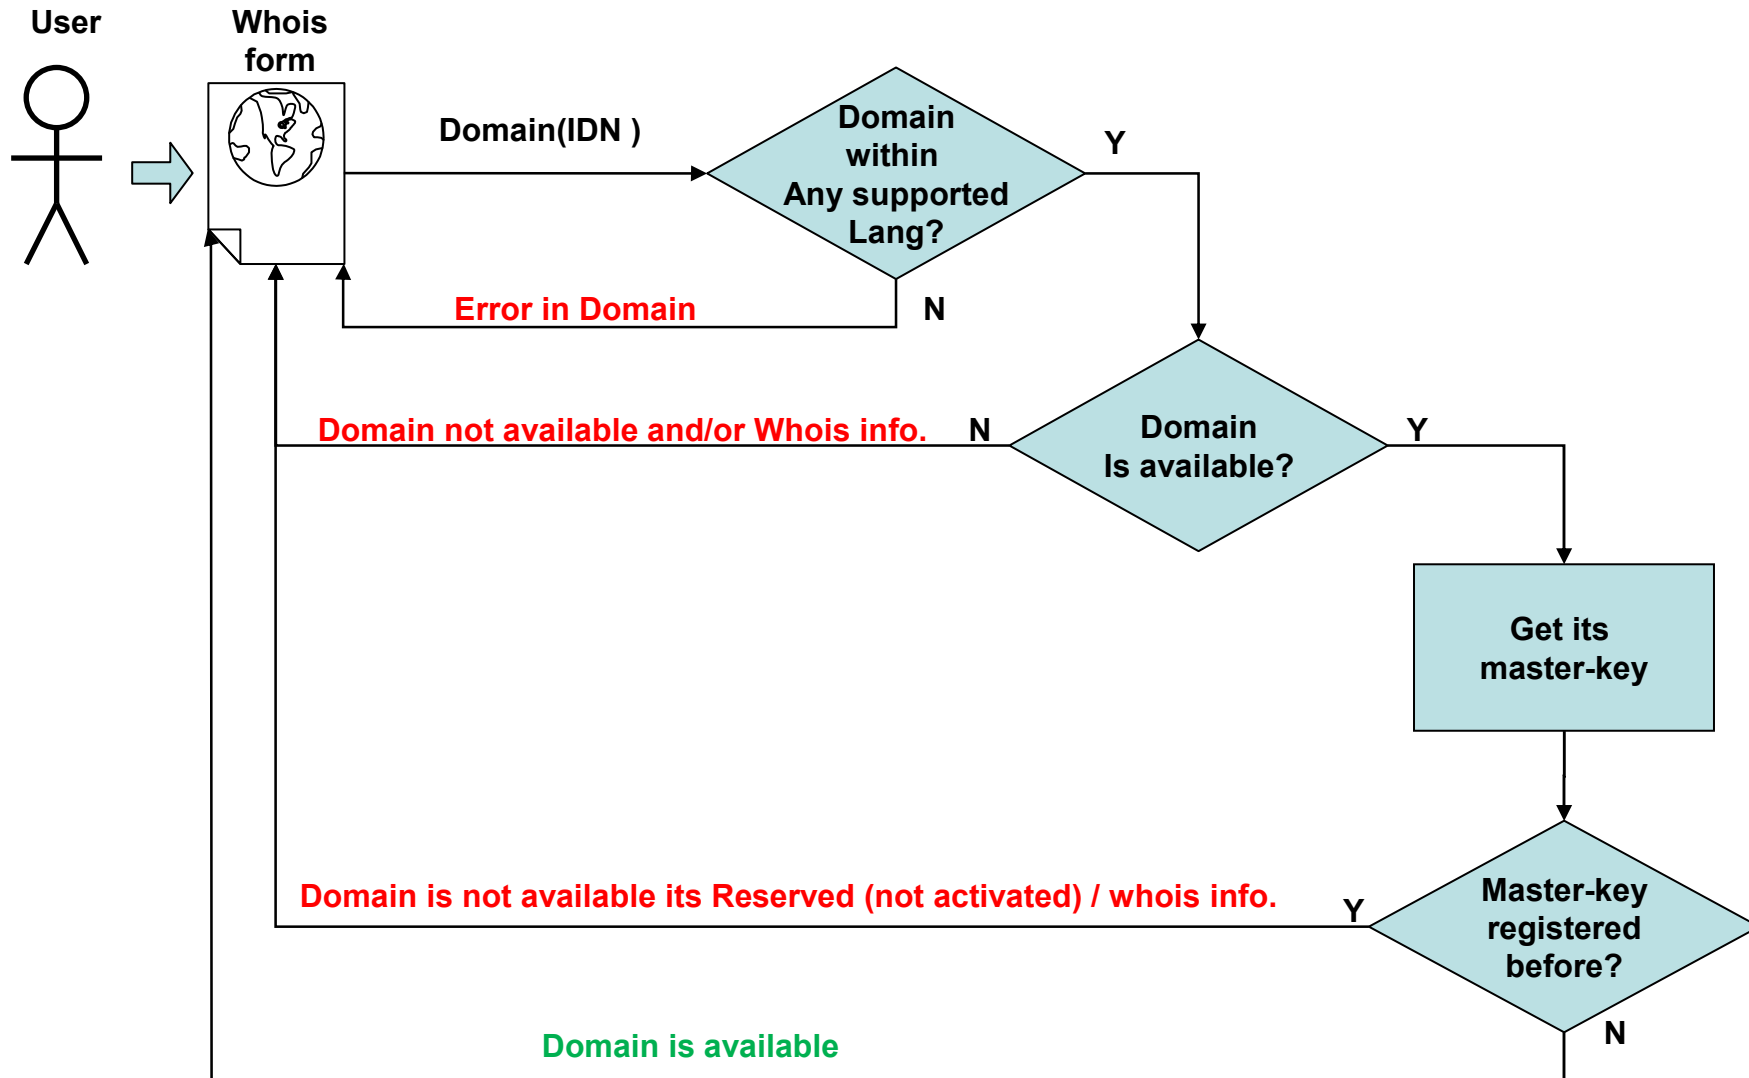 User
Whois
form
Domain(IDN )
Domain
within
Any supported
Lang?
Y
Error in Domain
N
Domain not available and/or Whois info.
N
Domain
Is available?
Y
Get its
master-key
Domain is not available its Reserved (not activated) / whois info.
Y
Master-key
registered
before?
N
Domain is available